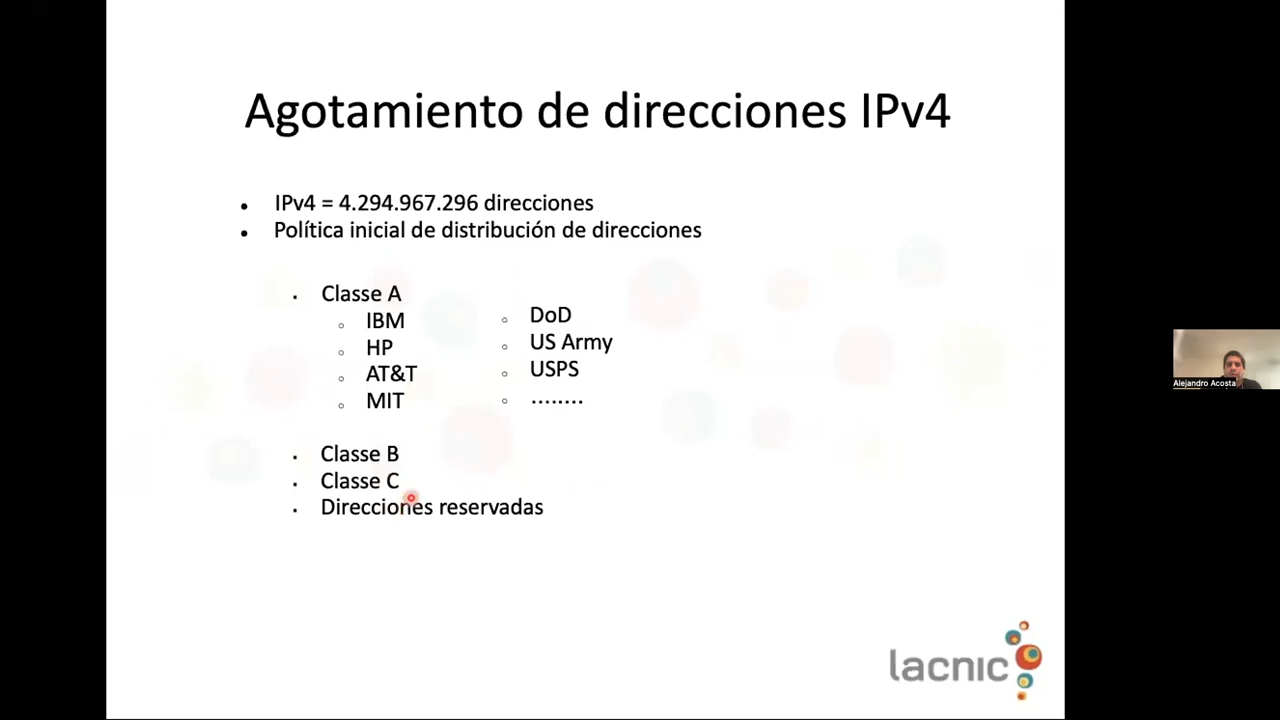 Agotamiento de direcciones IPv4
IPv4 = 4.294.967.296 direcciones
Política inicial de distribución de direcciones
Classe A
IBM
HP
AT&T
MIT
DoD
US Army
USPS
........
Classe B
Classe C
Direcciones reservadas
lacnic
Alejandro Acosta